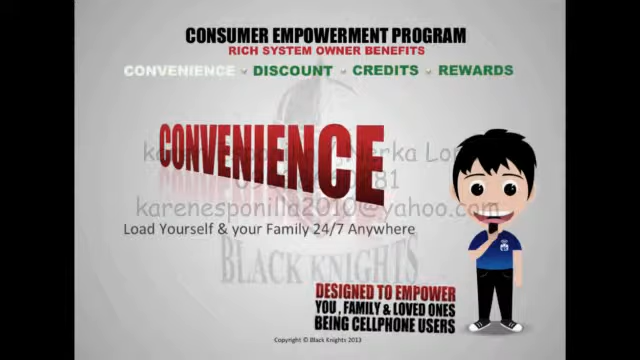 CONSUMER EMPOWERMENT PROGRAM
RICH SYSTEM OWNER BENEFITS
CONVENIENCE DISCOUNT CREDITS REWARDS
CONVENIENCE
karenesponilla2010@yahoo.com
Load Yourself & your Family 24/7 Anywhere
BLACK KNIGHTS
DESIGNED TO EMPOWER
YOU, FAMILY & LOVED ONES
BEING CELLPHONE USERS
Copyright © Black Knights 2013